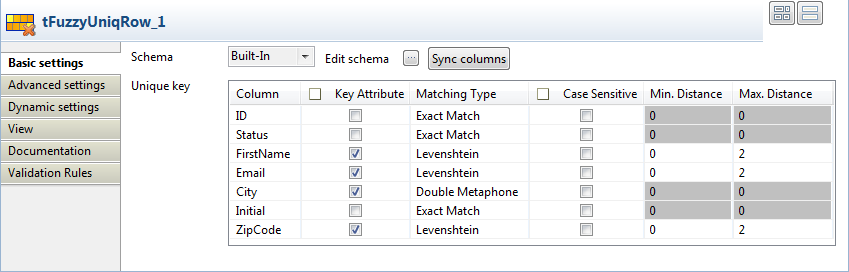 tFuzzyUniqRow_1
Basic settings
Advanced settings
Dynamic settings
View
Documentation
Validation Rules
Schema Built-In Edit schema ... Sync columns
Unique key
Column Key Attribute Matching Type Case Sensitive Min. Distance Max. Distance
ID Exact Match 0 0
Status Exact Match 0 0
FirstName Levenshtein 0 2
Email Levenshtein 0 2
City Double Metaphone 0 0
Initial Exact Match 0 0
ZipCode Levenshtein 0 2